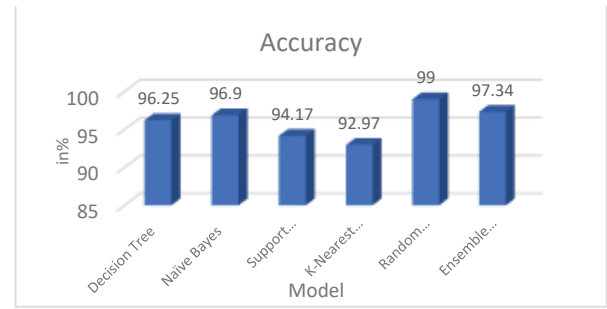 Accuracy
100
95
90
85
in%
96.25
96.9
94.17
92.97
99
97.34
Decision Tree
Naïve Bayes
Support...
K-Nearest...
Random...
Ensemble...
Model